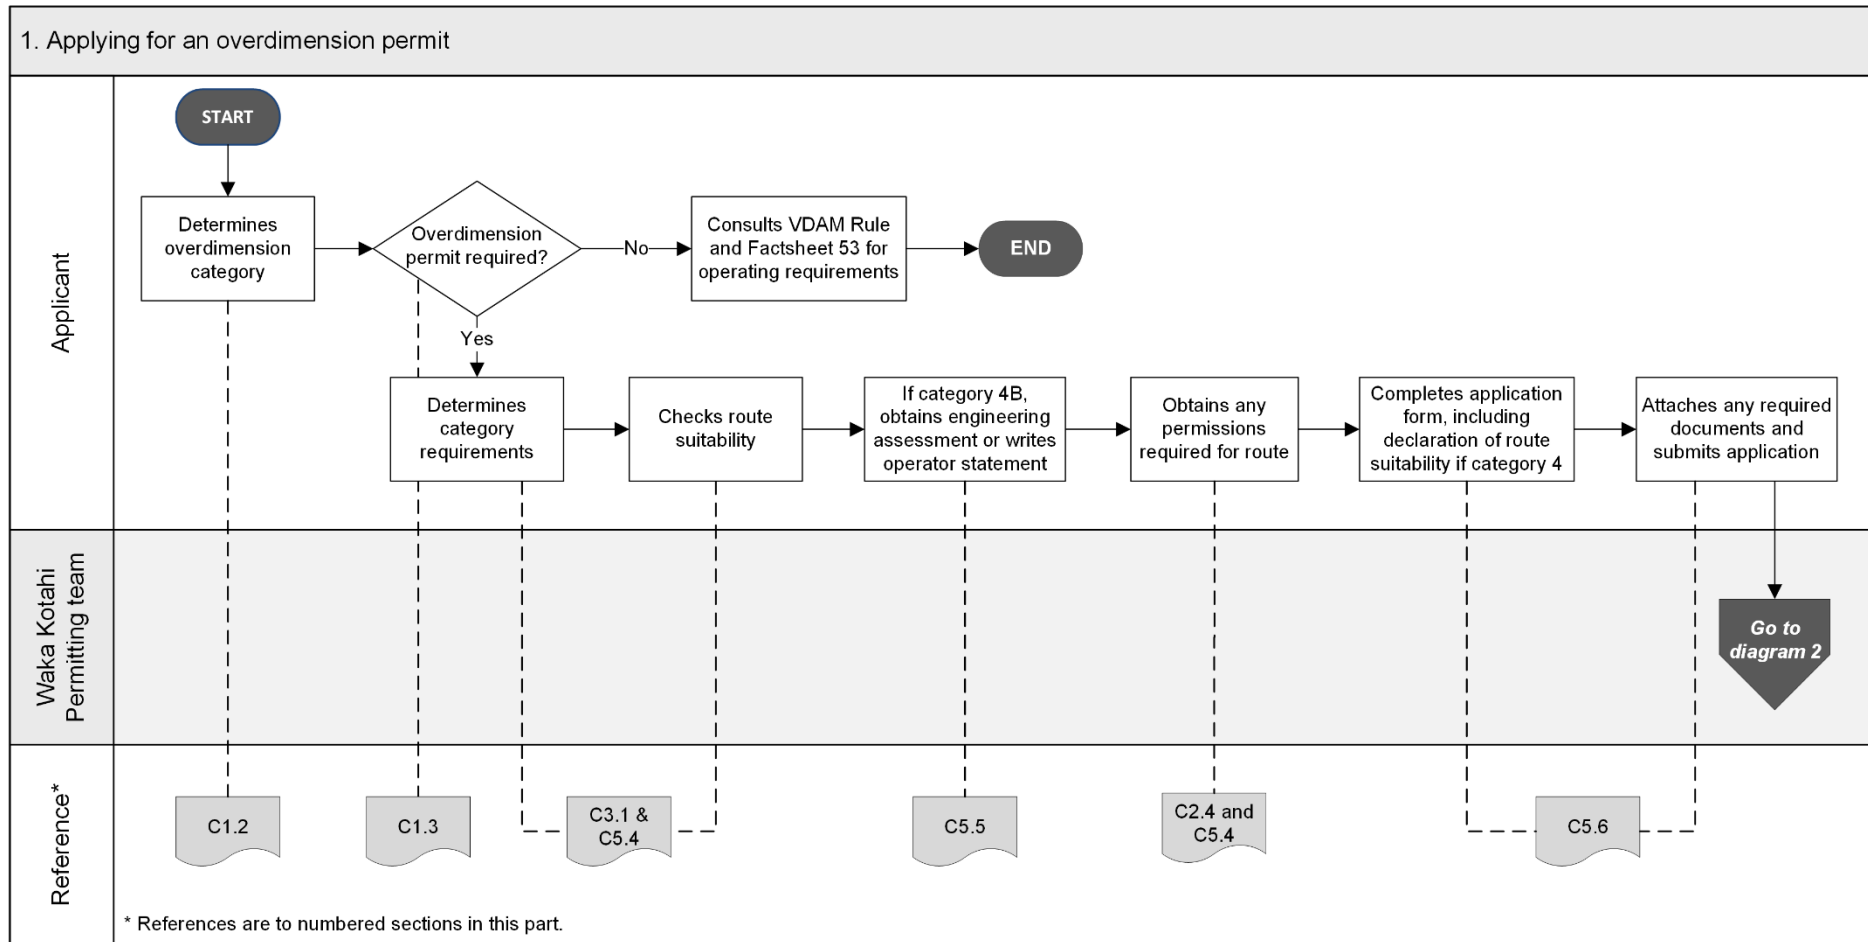 1. Applying for an overdimension permit
Applicant
START
Determines
overdimension
category
Overdimension
permit required?
No
Consults VDAM Rule
and Factsheet 53 for
operating requirements
END
Yes
Determines
category
requirements
Checks route
suitability
If category 4B,
obtains engineering
assessment or writes
operator statement
Obtains any
permissions
required for route
Completes application
form, including
declaration of route
suitability if category 4
Attaches any required
documents and
submits application
Waka Kotahi
Permitting team
Go to
diagram 2
Reference*
C1.2
C1.3
C3.1 &
C5.4
C5.5
C2.4 and
C5.4
C5.6
* References are to numbered sections in this part.